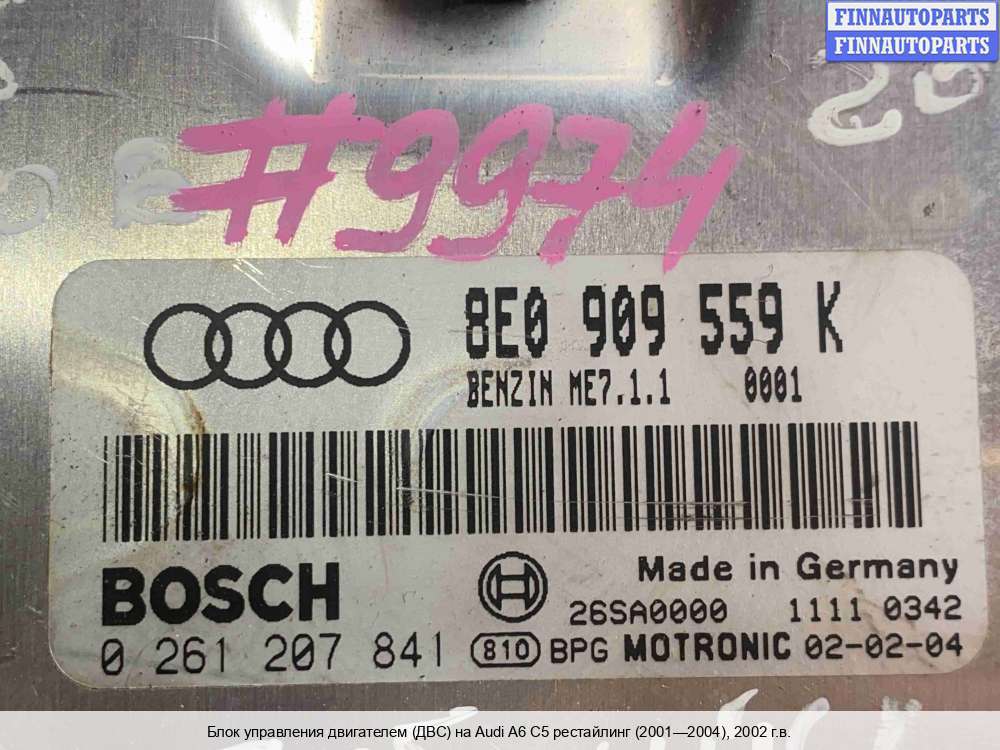 FINNAUTOPARTS
FINNAUTOPARTS
20
#9974
8E0 909 559 K
BENZIN ME7.1.1 0001
BOSCH
Made in Germany
26SA0000 1111 0342
0 261 207 841 810 BPG MOTRONIC 02-02-04
Блок управления двигателем (ДВС) на Audi A6 C5 рестайлинг (2001—2004), 2002 г.в.